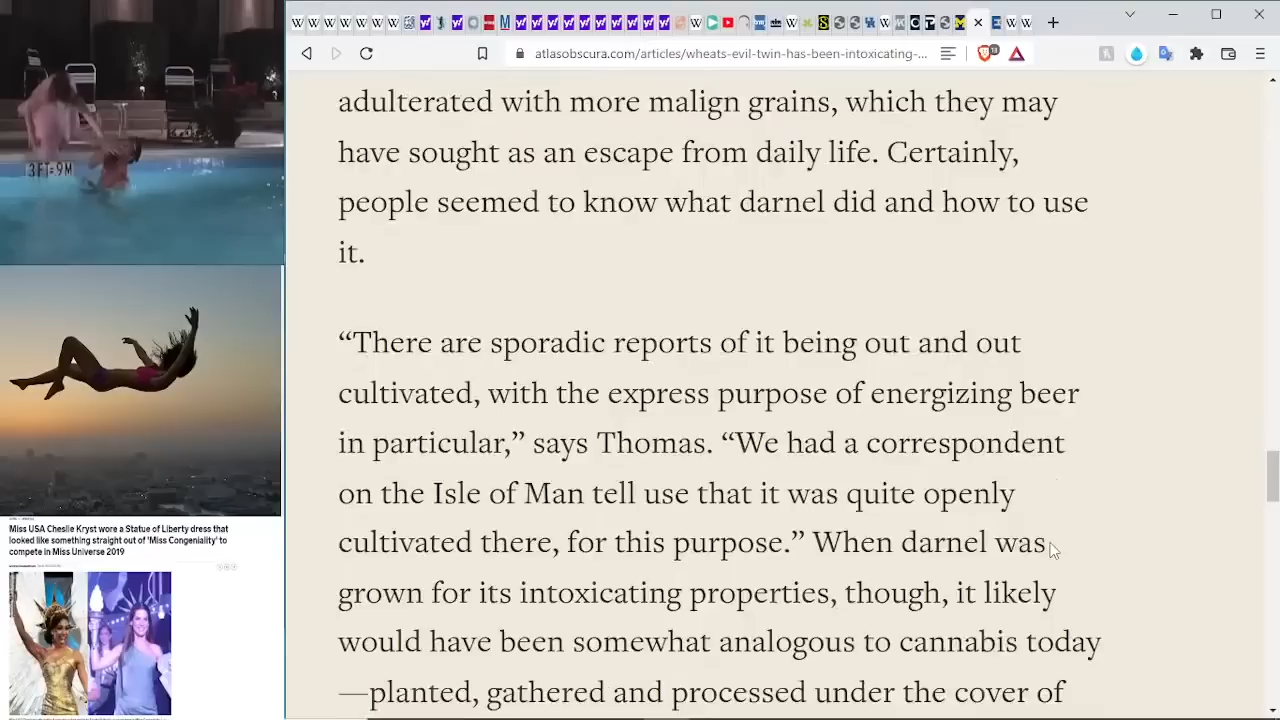 3FT=9M
Miss USA Cheslie Kryst wore a Statue of Liberty dress that
looked like something straight out of 'Miss Congeniality' to
compete in Miss Universe 2019
atlasobscura.com/articles/wheats-evil-twin-has-been-intoxicating-...
adulterated with more malign grains, which they may
have sought as an escape from daily life. Certainly,
people seemed to know what darnel did and how to use
it.
“There are sporadic reports of it being out and out
cultivated, with the express purpose of energizing beer
in particular,” says Thomas. “We had a correspondent
on the Isle of Man tell use that it was quite openly
cultivated there, for this purpose.” When darnel was
grown for its intoxicating properties, though, it likely
would have been somewhat analogous to cannabis today
—planted, gathered and processed under the cover of